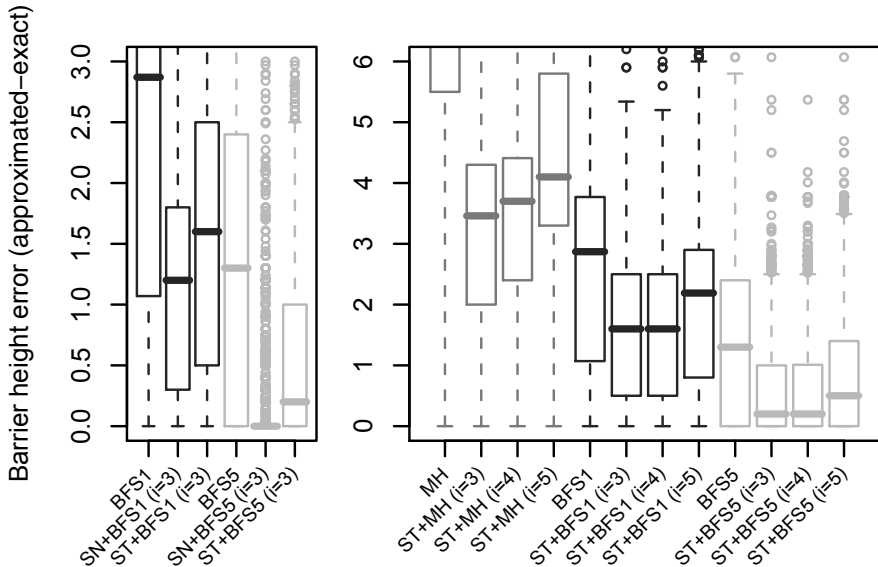 Barrier height error (approximated−exact)
3.0
2.5
2.0
1.5
1.0
0.5
0.0
BFS1
SN+BFS1 (i=3)
ST+BFS1 (i=3)
BFS5
SN+BFS5 (i=3)
ST+BFS5 (i=3)
6
5
4
3
2
1
0
MH
ST+MH (i=3)
ST+MH (i=4)
ST+MH (i=5)
BFS1
ST+BFS1 (i=3)
ST+BFS1 (i=4)
ST+BFS1 (i=5)
BFS5
ST+BFS5 (i=3)
ST+BFS5 (i=4)
ST+BFS5 (i=5)